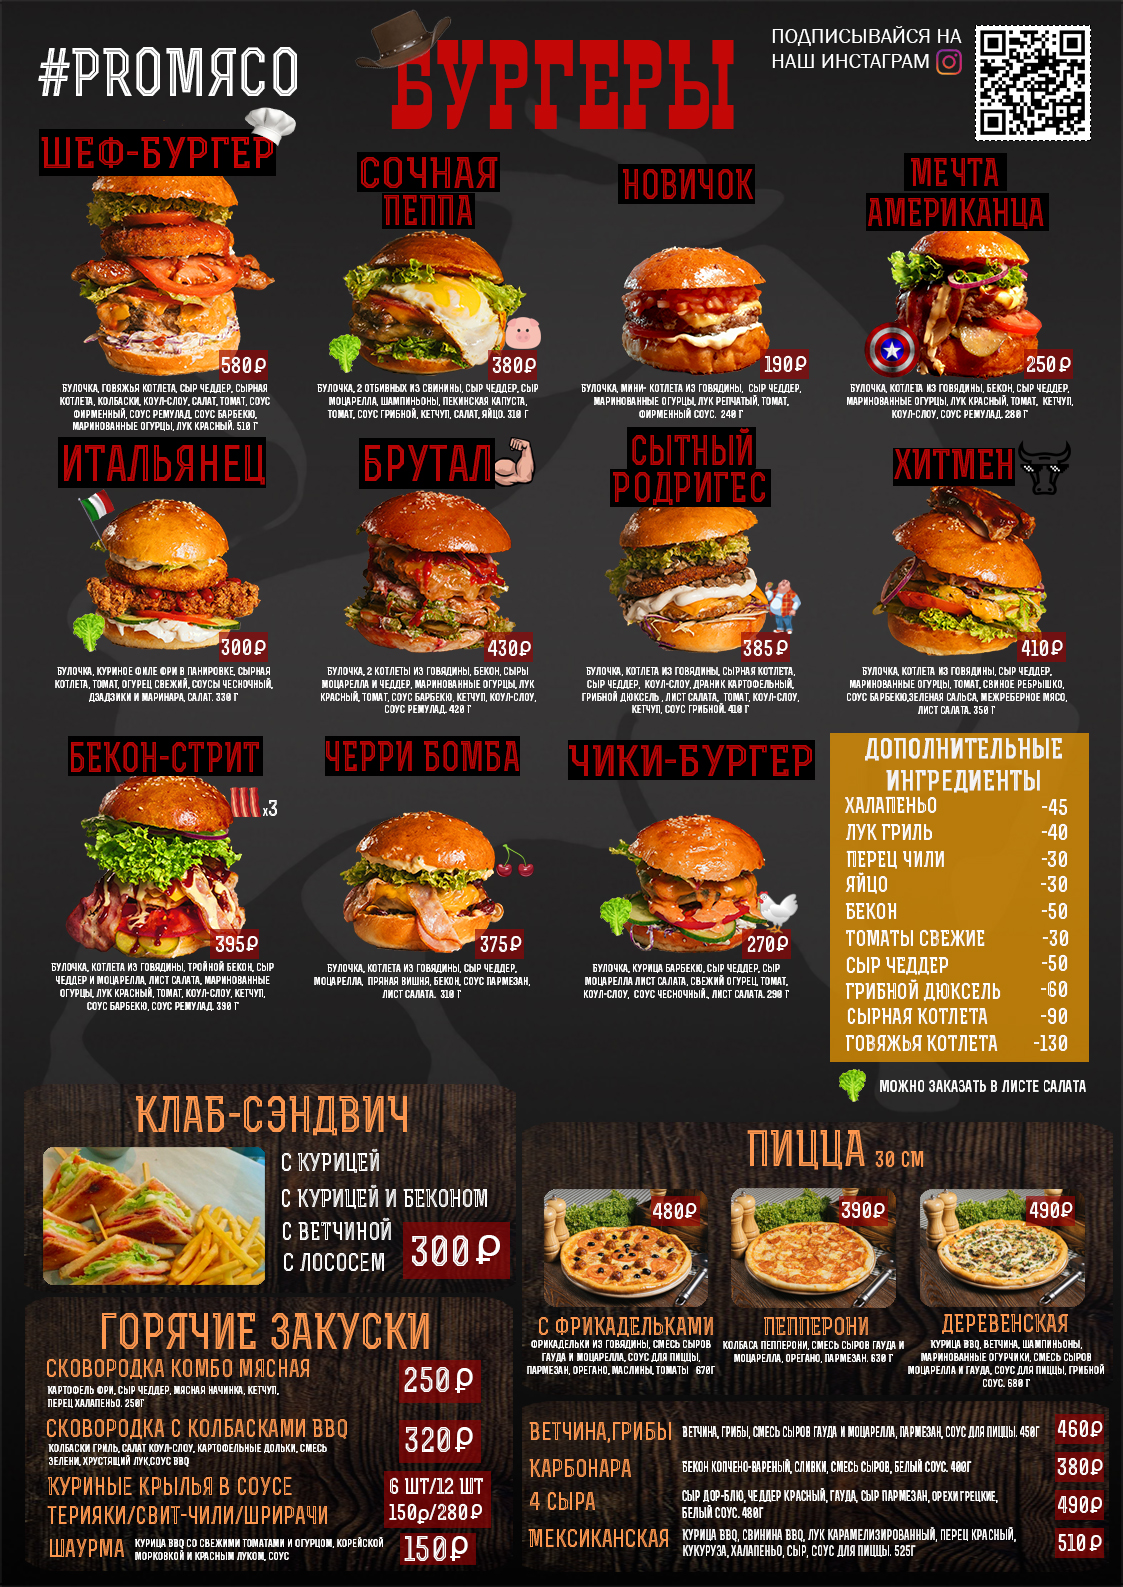 #PROМЯСО
БУРГЕРЫ
ПОДПИСЫВАЙСЯ НА
НАШ ИНСТАГРАМ
ШЕФ-БУРГЕР
580₽
БУЛОЧКА, ГОВЯЖЬЯ КОТЛЕТА, СЫР ЧЕДДЕР, СЫРНАЯ
КОТЛЕТА, КОЛБАСКИ, КОУЛ-СЛОУ, САЛАТ, ТОМАТ, СОУС
ФИРМЕННЫЙ, СОУС РЕМУЛАД, СОУС БАРБЕКЮ,
МАРИНОВАННЫЕ ОГУРЦЫ, ЛУК КРАСНЫЙ. 510 Г
СОЧНАЯ
ПЕППА
380₽
БУЛОЧКА, 2 ОТБИВНЫХ ИЗ СВИНИНЫ, СЫР ЧЕДДЕР, СЫР
МОЦАРЕЛЛА, ШАМПИНЬОНЫ, ПЕКИНСКАЯ КАПУСТА,
ТОМАТ, СОУС ГРИБНОЙ, КЕТЧУП, САЛАТ, ЯЙЦО. 310 Г
НОВИЧОК
190₽
БУЛОЧКА, МИНИ- КОТЛЕТА ИЗ ГОВЯДИНЫ, СЫР ЧЕДДЕР,
МАРИНОВАННЫЕ ОГУРЦЫ, ЛУК РЕПЧАТЫЙ, ТОМАТ,
ФИРМЕННЫЙ СОУС. 240 Г
МЕЧТА
АМЕРИКАНЦА
250₽
БУЛОЧКА, КОТЛЕТА ИЗ ГОВЯДИНЫ, БЕКОН, СЫР ЧЕДДЕР,
МАРИНОВАННЫЕ ОГУРЦЫ, ЛУК КРАСНЫЙ, ТОМАТ, КЕТЧУП,
КОУЛ-СЛОУ, СОУС РЕМУЛАД. 280 Г
ИТАЛЬЯНЕЦ
300₽
БУЛОЧКА, КУРИНОЕ ФИЛЕ ФРИ В ПАНИРОВКЕ, СЫРНАЯ
КОТЛЕТА, ТОМАТ, ОГУРЕЦ СВЕЖИЙ, СОУСЫ ЧЕСНОЧНЫЙ,
ДЗАДЗИКИ И МАРИНАРА, САЛАТ. 330 Г
БРУТАЛ
430₽
БУЛОЧКА, 2 КОТЛЕТЫ ИЗ ГОВЯДИНЫ, БЕКОН, СЫРЫ
МОЦАРЕЛЛА И ЧЕДДЕР, МАРИНОВАННЫЕ ОГУРЦЫ, ЛУК
КРАСНЫЙ, ТОМАТ, СОУС БАРБЕКЮ, КЕТЧУП, КОУЛ-СЛОУ,
СОУС РЕМУЛАД. 420 Г
СЫТНЫЙ
РОДРИГЕС
385₽
БУЛОЧКА, КОТЛЕТА ИЗ ГОВЯДИНЫ, СЫРНАЯ КОТЛЕТА,
СЫР ЧЕДДЕР, КОУЛ-СЛОУ, ДРАНИК КАРТОФЕЛЬНЫЙ,
ГРИБНОЙ ДЮКСЕЛЬ , ЛИСТ САЛАТА, ТОМАТ, КОУЛ-СЛОУ,
КЕТЧУП, СОУС ГРИБНОЙ. 410 Г
ХИТМЕН
410₽
БУЛОЧКА, КОТЛЕТА ИЗ ГОВЯДИНЫ, СЫР ЧЕДДЕР,
МАРИНОВАННЫЕ ОГУРЦЫ, ТОМАТ, СВИНОЕ РЕБРЫШКО,
СОУС БАРБЕКЮ,ЗЕЛЕНАЯ САЛЬСА, МЕЖРЕБЕРНОЕ МЯСО,
ЛИСТ САЛАТА. 350 Г
БЕКОН-СТРИТ
x3
395₽
БУЛОЧКА, КОТЛЕТА ИЗ ГОВЯДИНЫ, ТРОЙНОЙ БЕКОН, СЫР
ЧЕДДЕР И МОЦАРЕЛЛА, ЛИСТ САЛАТА, МАРИНОВАННЫЕ
ОГУРЦЫ, ЛУК КРАСНЫЙ, ТОМАТ, КОУЛ-СЛОУ, КЕТЧУП,
СОУС БАРБЕКЮ, СОУС РЕМУЛАД. 390 Г
ЧЕРРИ БОМБА
375₽
БУЛОЧКА, КОТЛЕТА ИЗ ГОВЯДИНЫ, СЫР ЧЕДДЕР,
МОЦАРЕЛЛА, ПРЯНАЯ ВИШНЯ, БЕКОН, СОУС ПАРМЕЗАН,
ЛИСТ САЛАТА. 310 Г
ЧИКИ-БУРГЕР
270₽
БУЛОЧКА, КУРИЦА БАРБЕКЮ, СЫР ЧЕДДЕР, СЫР
МОЦАРЕЛЛА ЛИСТ САЛАТА, СВЕЖИЙ ОГУРЕЦ, ТОМАТ,
КОУЛ-СЛОУ, СОУС ЧЕСНОЧНЫЙ., ЛИСТ САЛАТА. 290 Г
ДОПОЛНИТЕЛЬНЫЕ
ИНГРЕДИЕНТЫ
ХАЛАПЕНЬО -45
ЛУК ГРИЛЬ -40
ПЕРЕЦ ЧИЛИ -30
ЯЙЦО -30
БЕКОН -50
ТОМАТЫ СВЕЖИЕ -30
СЫР ЧЕДДЕР -50
ГРИБНОЙ ДЮКСЕЛЬ -60
СЫРНАЯ КОТЛЕТА -90
ГОВЯЖЬЯ КОТЛЕТА -130
МОЖНО ЗАКАЗАТЬ В ЛИСТЕ САЛАТА
КЛАБ-СЭНДВИЧ
С КУРИЦЕЙ
С КУРИЦЕЙ И БЕКОНОМ
С ВЕТЧИНОЙ
С ЛОСОСЕМ
300₽
ГОРЯЧИЕ ЗАКУСКИ
СКОВОРОДКА КОМБО МЯСНАЯ
КАРТОФЕЛЬ ФРИ, СЫР ЧЕДДЕР, МЯСНАЯ НАЧИНКА, КЕТЧУП,
ПЕРЕЦ ХАЛАПЕНЬО. 250Г
250₽
СКОВОРОДКА С КОЛБАСКАМИ BBQ
КОЛБАСКИ ГРИЛЬ, САЛАТ КОУЛ-СЛОУ, КАРТОФЕЛЬНЫЕ ДОЛЬКИ, СМЕСЬ
ЗЕЛЕНИ, ХРУСТЯЩИЙ ЛУК,СОУС BBQ
320₽
КУРИНЫЕ КРЫЛЬЯ В СОУСЕ
ТЕРИЯКИ/СВИТ-ЧИЛИ/ШРИРАЧИ
6 ШТ/12 ШТ
150₽/280₽
ШАУРМА
КУРИЦА BBQ СО СВЕЖИМИ ТОМАТАМИ И ОГУРЦОМ, КОРЕЙСКОЙ
МОРКОВКОЙ И КРАСНЫМ ЛУКОМ, СОУС
150₽
ПИЦЦА 30 СМ
480₽
С ФРИКАДЕЛЬКАМИ
ФРИКАДЕЛЬКИ ИЗ ГОВЯДИНЫ, СМЕСЬ СЫРОВ
ГАУДА И МОЦАРЕЛЛА, СОУС ДЛЯ ПИЦЦЫ,
ПАРМЕЗАН, ОРЕГАНО, МАСЛИНЫ, ТОМАТЫ 670Г
390₽
ПЕППЕРОНИ
КОЛБАСА ПЕППЕРОНИ, СМЕСЬ СЫРОВ ГАУДА И
МОЦАРЕЛЛА, ОРЕГАНО, ПАРМЕЗАН. 630 Г
490₽
ДЕРЕВЕНСКАЯ
КУРИЦА BBQ, ВЕТЧИНА, ШАМПИНЬОНЫ,
МАРИНОВАННЫЕ ОГУРЧИКИ, СМЕСЬ СЫРОВ
МОЦАРЕЛЛА И ГАУДА, СОУС ДЛЯ ПИЦЦЫ, ГРИБНОЙ
СОУС. 680 Г
ВЕТЧИНА,ГРИБЫ
ВЕТЧИНА, ГРИБЫ, СМЕСЬ СЫРОВ ГАУДА И МОЦАРЕЛЛА, ПАРМЕЗАН, СОУС ДЛЯ ПИЦЦЫ. 450Г
460₽
КАРБОНАРА
БЕКОН КОПЧЕНО-ВАРЕНЫЙ, СЛИВКИ, СМЕСЬ СЫРОВ, БЕЛЫЙ СОУС. 400Г
380₽
4 СЫРА
СЫР ДОР-БЛЮ, ЧЕДДЕР КРАСНЫЙ, ГАУДА, СЫР ПАРМЕЗАН, ОРЕХИ ГРЕЦКИЕ,
БЕЛЫЙ СОУС. 480Г
490₽
МЕКСИКАНСКАЯ
КУРИЦА BBQ, СВИНИНА BBQ, ЛУК КАРАМЕЛИЗИРОВАННЫЙ, ПЕРЕЦ КРАСНЫЙ,
КУКУРУЗА, ХАЛАПЕНЬО, СЫР, СОУС ДЛЯ ПИЦЦЫ. 525Г
510₽